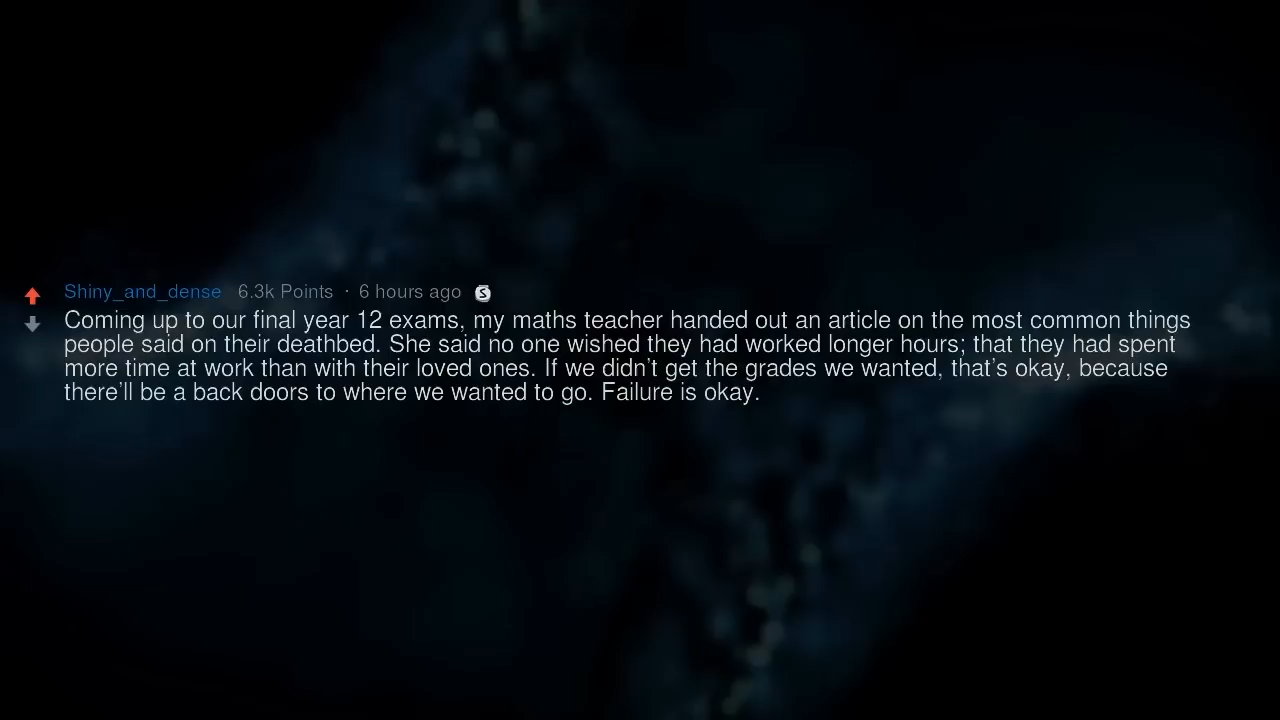 Shiny_and_dense 6.3k Points · 6 hours ago S
Coming up to our final year 12 exams, my maths teacher handed out an article on the most common things
people said on their deathbed. She said no one wished they had worked longer hours; that they had spent
more time at work than with their loved ones. If we didn't get the grades we wanted, that's okay, because
there'll be a back doors to where we wanted to go. Failure is okay.